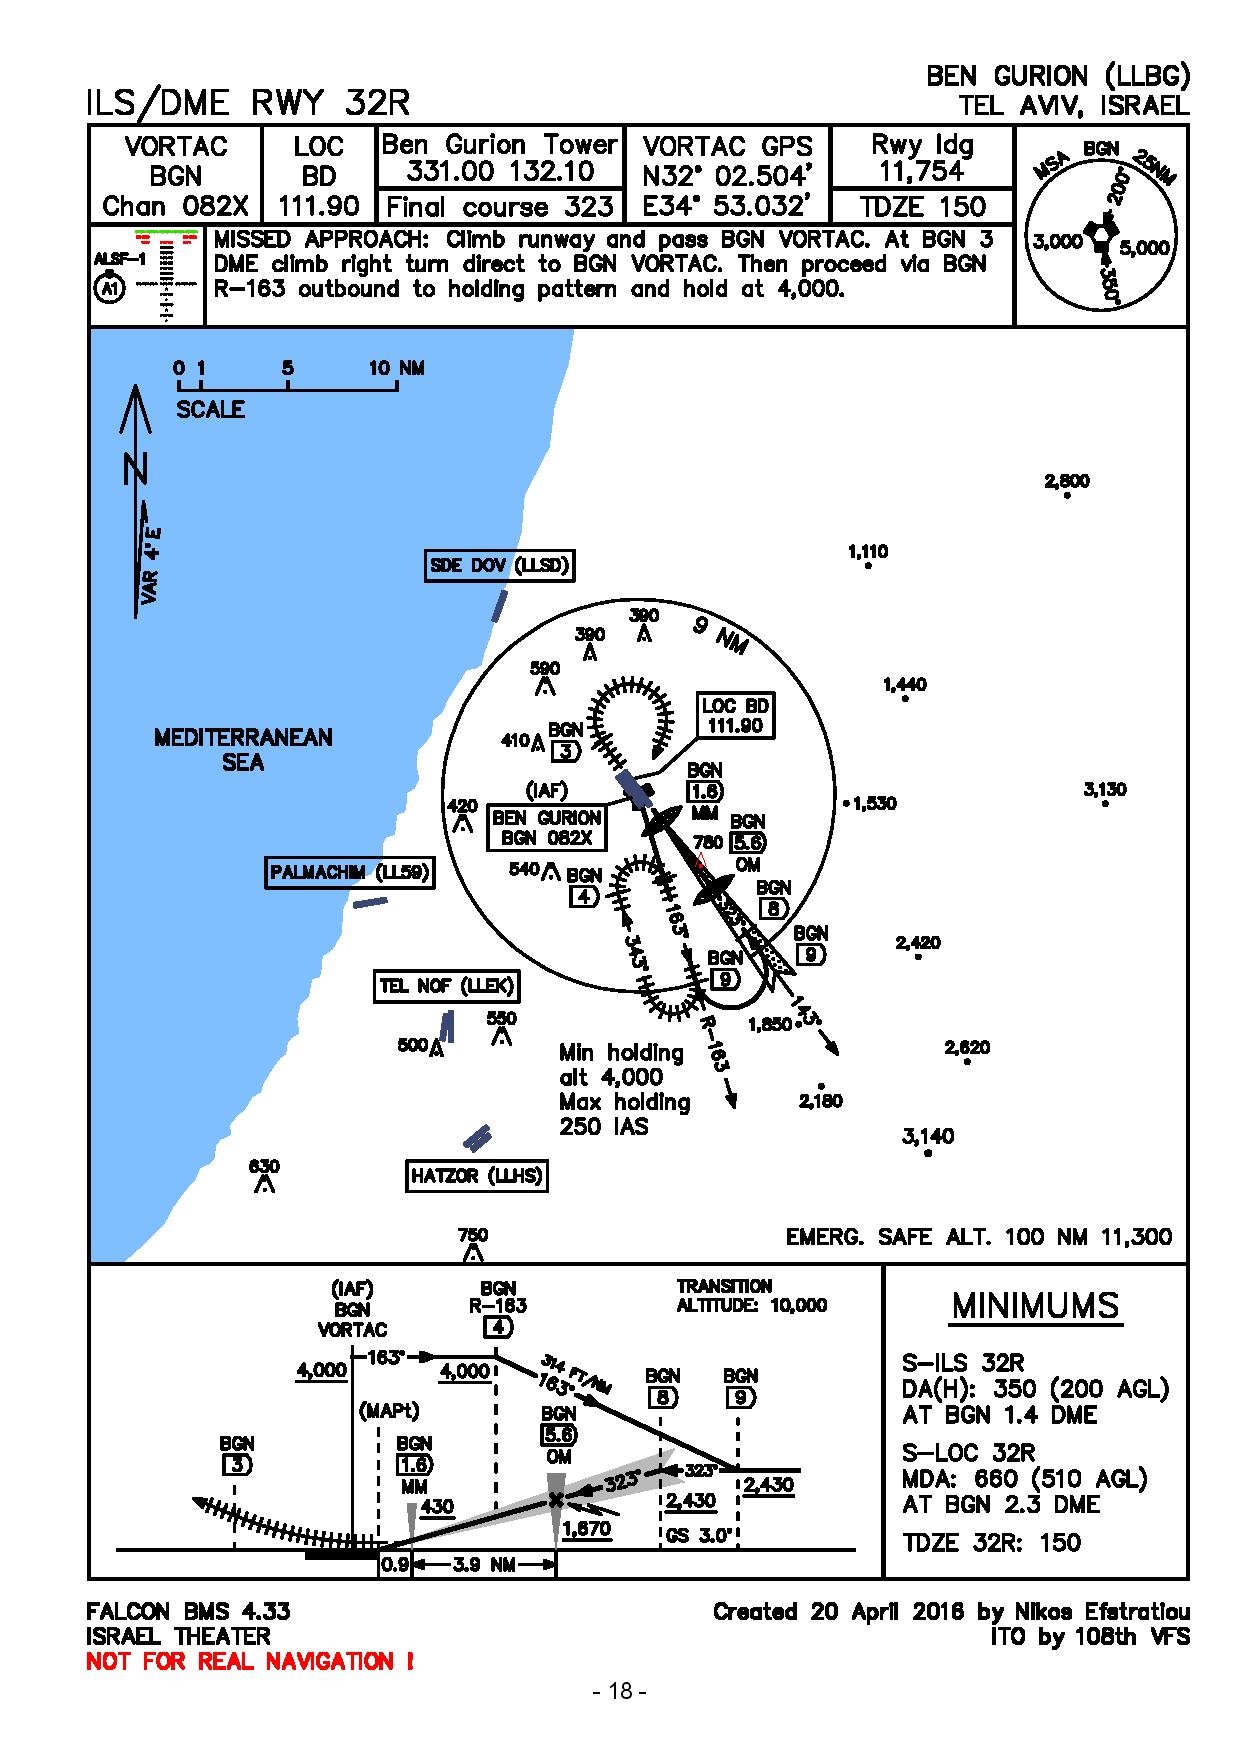 BEN GURION (LLBG)
ILS/DME RWY 32R
TEL AVIV, ISRAEL
VORTAC
BGN
Chan 082X
LOC
BD
111.90
Ben Gurion Tower
331.00 132.10
Final course 323
VORTAC GPS
N32° 02.504'
E34° 53.032'
Rwy ldg
11,754
TDZE 150
MSA BGN 25NM
200°
3,000
5,000
350°
ALSF-1
A1
MISSED APPROACH: Climb runway and pass BGN VORTAC. At BGN 3
DME climb right turn direct to BGN VORTAC. Then proceed via BGN
R-163 outbound to holding pattern and hold at 4,000.
0 1 5 10 NM
SCALE
N
VAR 4°E
2,800
1,110
SDE DOV (LLSD)
390
9 NM
390
590
1,440
LOC BD
111.90
BGN
3
410
MEDITERRANEAN
SEA
BGN
1.6
MM
(IAF)
BEN GURION
BGN 082X
420
3,130
1,530
BGN
5.6
OM
780
PALMACHIM (LL59)
540
BGN
4
BGN
8
163°
323°
343°
BGN
9
2,420
BGN
9
TEL NOF (LLEK)
550
500
1,850
143°
R-163
Min holding
alt 4,000
Max holding
250 IAS
2,620
2,180
3,140
630
HATZOR (LLHS)
750
EMERG. SAFE ALT. 100 NM 11,300
(IAF)
BGN
VORTAC
BGN
R-163
4
TRANSITION
ALTITUDE: 10,000
163°
4,000
4,000
314 FT/NM
163°
BGN
8
BGN
9
(MAPt)
BGN
3
BGN
1.6
MM
430
BGN
5.6
OM
323°
323°
2,430
2,430
1,670
GS 3.0°
0.9
3.9 NM
MINIMUMS
S-ILS 32R
DA(H): 350 (200 AGL)
AT BGN 1.4 DME
S-LOC 32R
MDA: 660 (510 AGL)
AT BGN 2.3 DME
TDZE 32R: 150
FALCON BMS 4.33
ISRAEL THEATER
NOT FOR REAL NAVIGATION !
Created 20 April 2016 by Nikos Efstratiou
ITO by 108th VFS
- 18 -